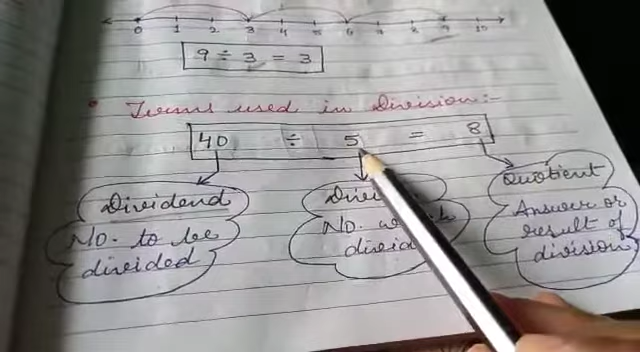 0 1 2 3 4 5 6 7 8 9 10
9 ÷ 3 = 3
• Terms used in Division:-
40 ÷ 5 = 8
Dividend
No. to be
divided
No.
Quotient
Answer or
result of
division